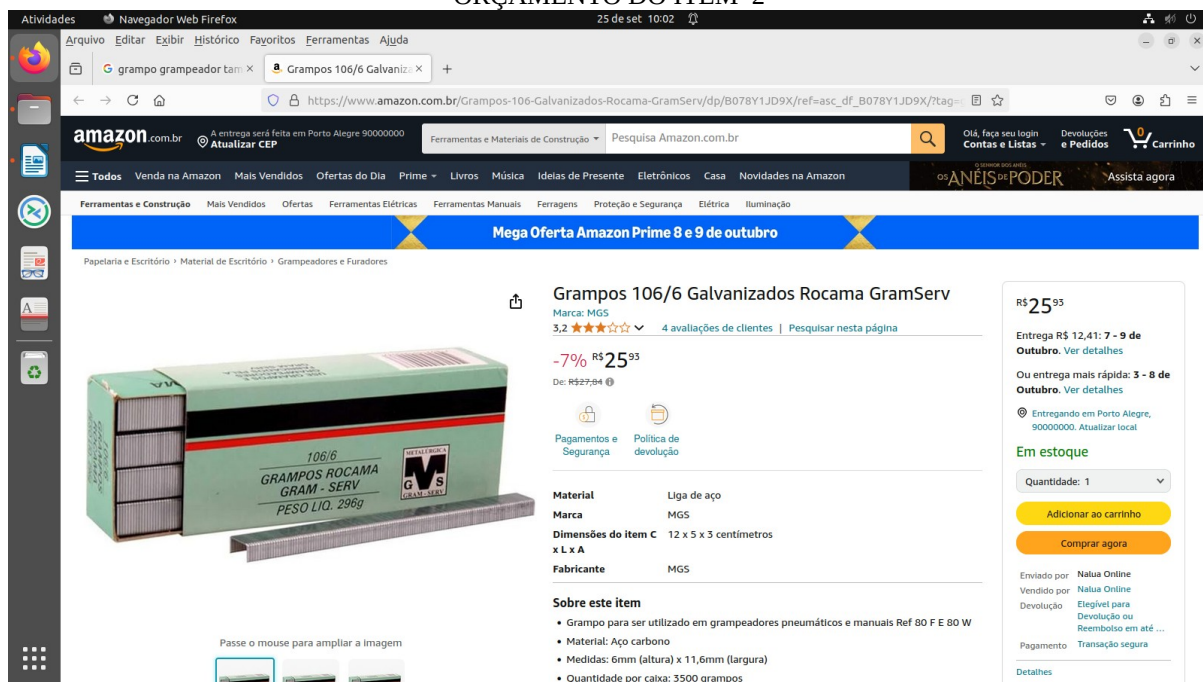 ORÇAMENTO DO ITEM 2
Atividades Navegador Web Firefox 25 de set 10:02
Arquivo Editar Exibir Histórico Favoritos Ferramentas Ajuda
grampo grampeador tam Grampos 106/6 Galvaniza
https://www.amazon.com.br/Grampos-106-Galvanizados-Rocama-GramServ/dp/B078Y1JD9X/ref=asc_df_B078Y1JD9X/?tag=
amazon.com.br
A entrega será feita em Porto Alegre 90000000
Atualizar CEP
Ferramentas e Materiais de Construção Pesquisa Amazon.com.br
Olá, faça seu login
Contas e Listas
Devoluções
e Pedidos
0 Carrinho
Todos Venda na Amazon Mais Vendidos Ofertas do Dia Prime Livros Música Ideias de Presente Eletrônicos Casa Novidades na Amazon
O SENHOR DOS ANÉIS
OS ANÉIS DE PODER Assista agora
Ferramentas e Construção Mais Vendidos Ofertas Ferramentas Elétricas Ferramentas Manuais Ferragens Proteção e Segurança Elétrica Iluminação
Mega Oferta Amazon Prime 8 e 9 de outubro
Papelaria e Escritório › Material de Escritório › Grampeadores e Furadores
106/6
GRAMPOS ROCAMA
GRAM - SERV
PESO LIQ. 296g
METALÚRGICA
G S
GRAM - SERV
Passe o mouse para ampliar a imagem
Grampos 106/6 Galvanizados Rocama GramServ
Marca: MGS
3,2 4 avaliações de clientes | Pesquisar nesta página
-7% R$2593
De: R$27,84
Pagamentos e
Segurança
Política de
devolução
Material Liga de aço
Marca MGS
Dimensões do item C 12 x 5 x 3 centímetros
x L x A
Fabricante MGS
Sobre este item
• Grampo para ser utilizado em grampeadores pneumáticos e manuais Ref 80 F E 80 W
• Material: Aço carbono
• Medidas: 6mm (altura) x 11,6mm (largura)
• Quantidade por caixa: 3500 grampos
R$2593
Entrega R$ 12,41: 7 - 9 de
Outubro. Ver detalhes
Ou entrega mais rápida: 3 - 8 de
Outubro. Ver detalhes
Entregando em Porto Alegre,
90000000. Atualizar local
Em estoque
Quantidade: 1
Adicionar ao carrinho
Comprar agora
Enviado por Nalua Online
Vendido por Nalua Online
Devolução Elegível para
Devolução ou
Reembolso em até ...
Pagamento Transação segura
Detalhes